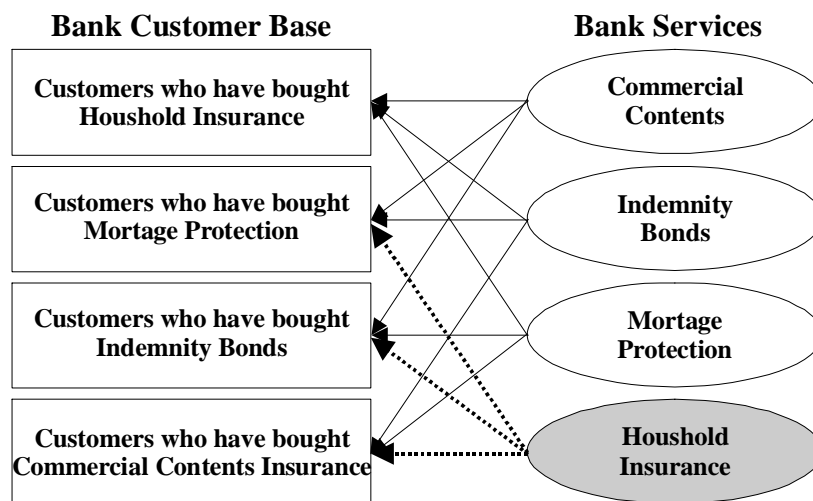 Bank Customer Base
Customers who have bought
Houshold Insurance
Customers who have bought
Mortage Protection
Customers who have bought
Indemnity Bonds
Customers who have bought
Commercial Contents Insurance
Bank Services
Commercial
Contents
Indemnity
Bonds
Mortage
Protection
Houshold
Insurance